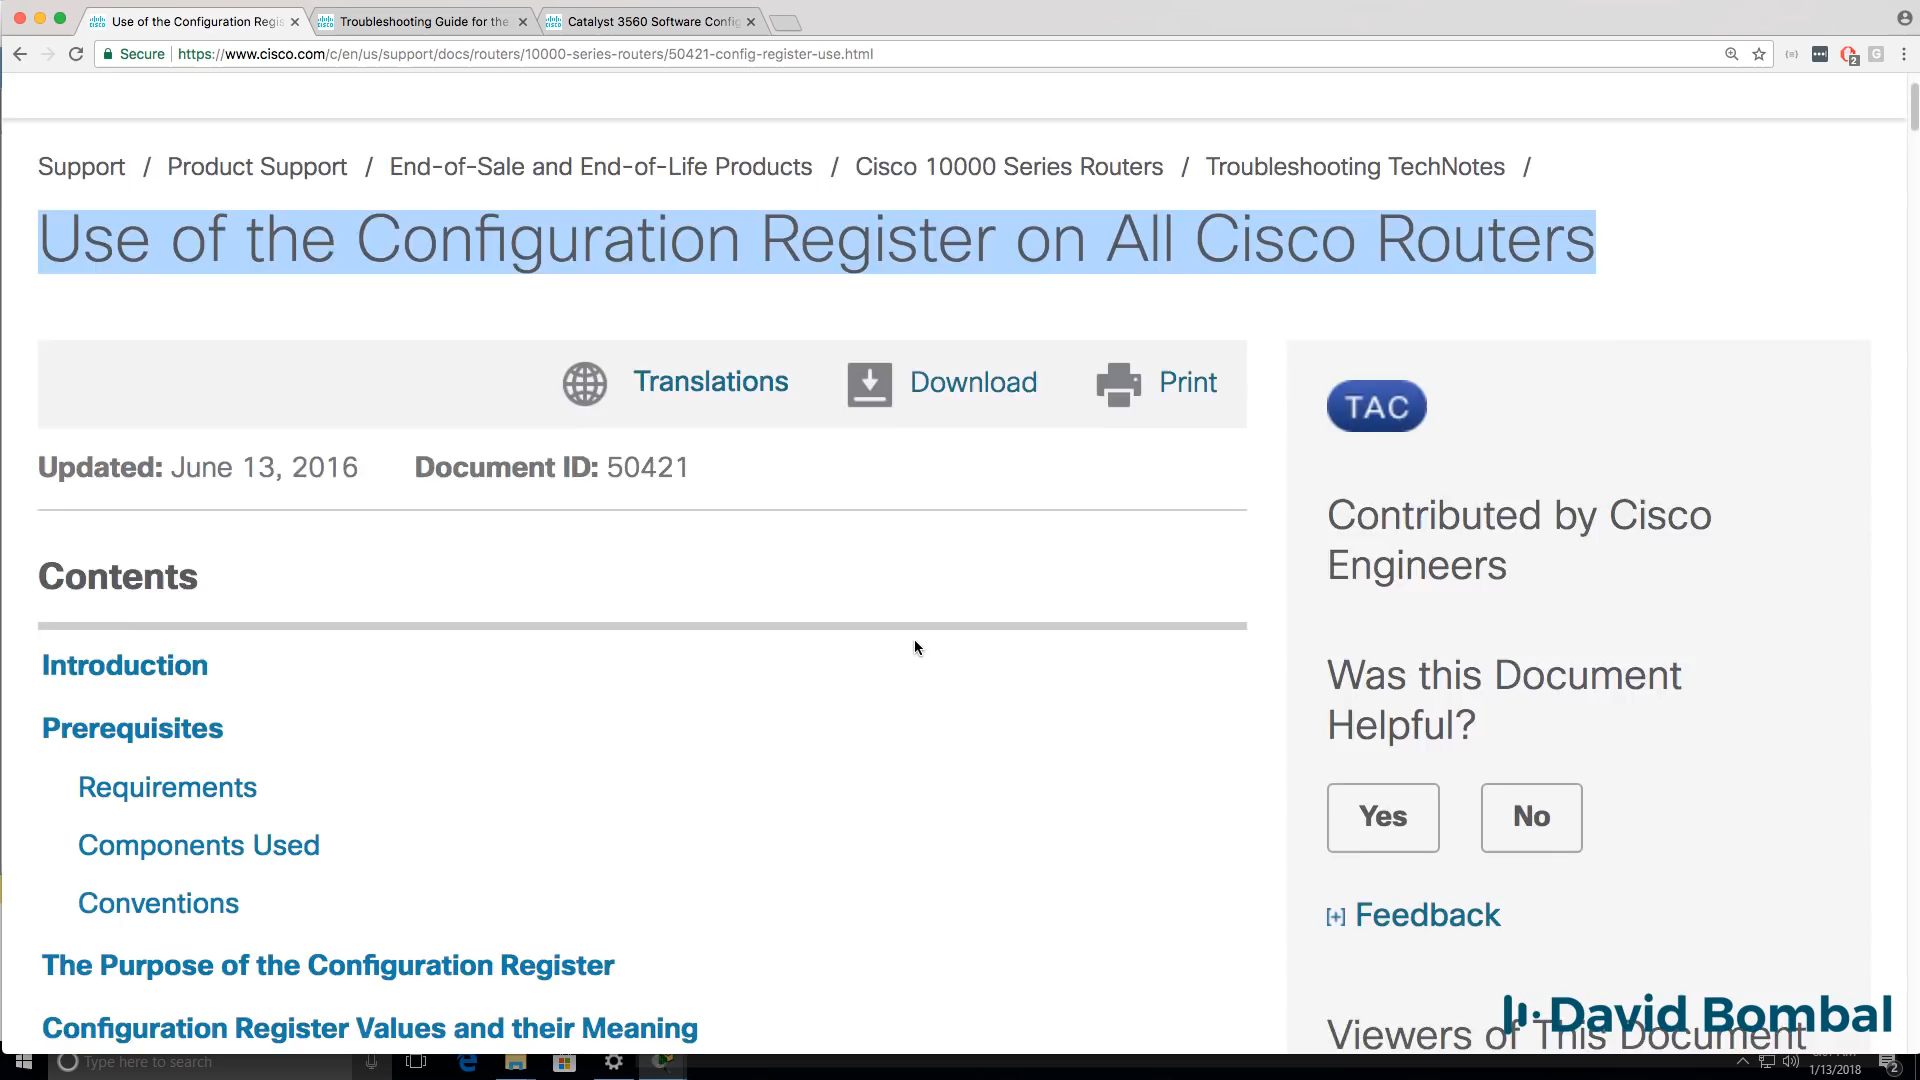 Use of the Configuration Regis
Troubleshooting Guide for the
Catalyst 3560 Software Config
Secure
https://www.cisco.com/c/en/us/support/docs/routers/10000-series-routers/50421-config-register-use.html
Support / Product Support / End-of-Sale and End-of-Life Products / Cisco 10000 Series Routers / Troubleshooting TechNotes /
Use of the Configuration Register on All Cisco Routers
Translations
Download
Print
Updated: June 13, 2016
Document ID: 50421
Contents
Introduction
Prerequisites
Requirements
Components Used
Conventions
The Purpose of the Configuration Register
Configuration Register Values and their Meaning
TAC
Contributed by Cisco
Engineers
Was this Document
Helpful?
Yes
No
[+] Feedback
Viewers of This Document
David Bombal
Type here to search
1/13/2018